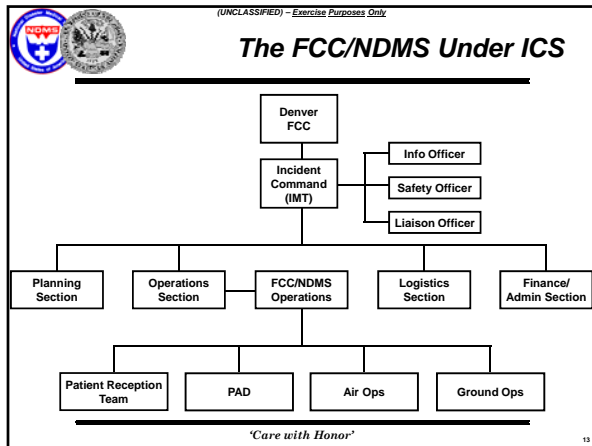 (UNCLASSIFIED) – Exercise Purposes Only
NDMS
The FCC/NDMS Under ICS
Denver
FCC
Incident
Command
(IMT)
Info Officer
Safety Officer
Liaison Officer
Planning
Section
Operations
Section
FCC/NDMS
Operations
Logistics
Section
Finance/
Admin Section
Patient Reception
Team
PAD
Air Ops
Ground Ops
‘Care with Honor’
13